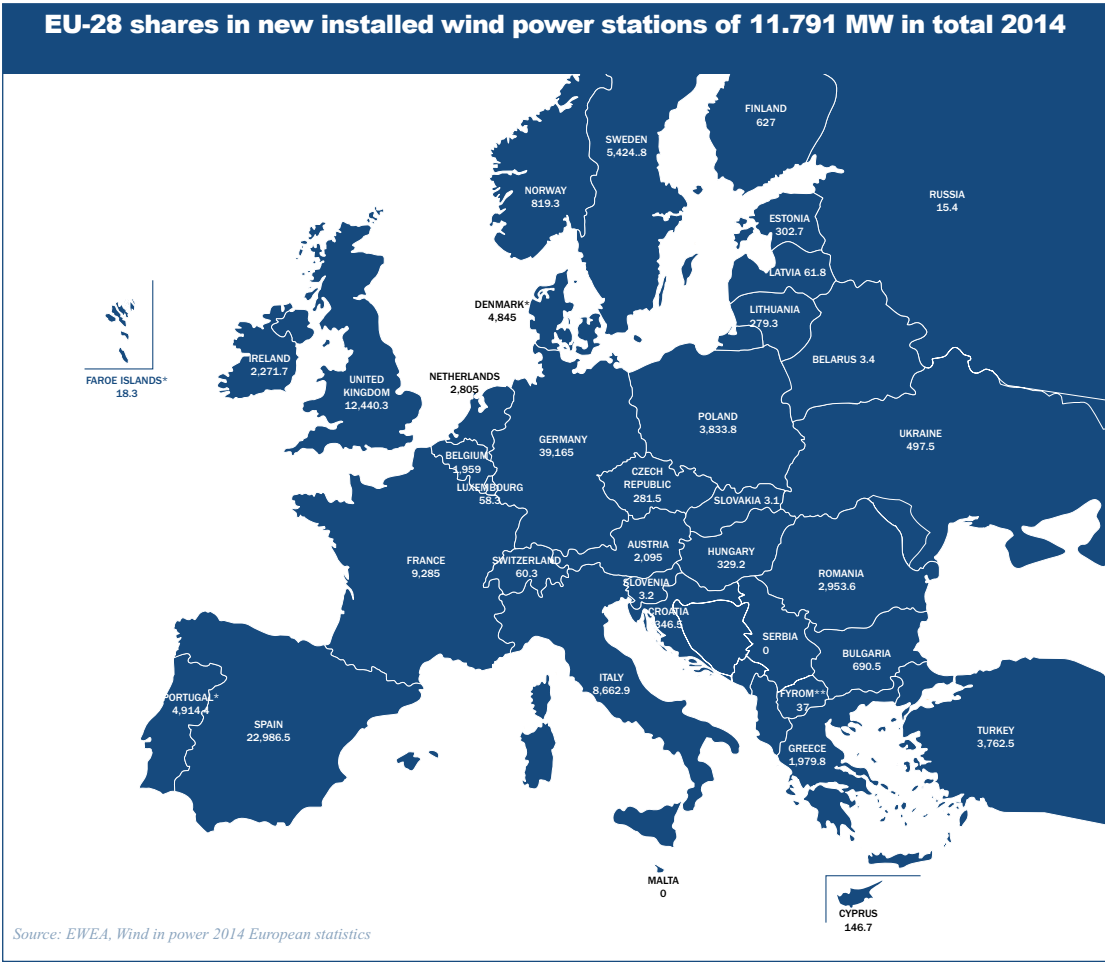 EU-28 shares in new installed wind power stations of 11.791 MW in total 2014
FINLAND
627
SWEDEN
5,424..8
NORWAY
819.3
RUSSIA
15.4
ESTONIA
302.7
LATVIA 61.8
LITHUANIA
279.3
DENMARK*
4,845
BELARUS 3.4
IRELAND
2,271.7
FAROE ISLANDS*
18.3
UNITED
KINGDOM
12,440.3
NETHERLANDS
2,805
POLAND
3,833.8
UKRAINE
497.5
GERMANY
39,165
BELGIUM
1,959
LUXEMBOURG
58.3
CZECH
REPUBLIC
281.5
SLOVAKIA 3.1
FRANCE
9,285
SWITZERLAND
60.3
AUSTRIA
2,095
HUNGARY
329.2
ROMANIA
2,953.6
SLOVENIA
3.2
CROATIA
346.5
SERBIA
0
BULGARIA
690.5
ITALY
8,662.9
FYROM**
37
PORTUGAL*
4,914.4
SPAIN
22,986.5
GREECE
1,979.8
TURKEY
3,762.5
MALTA
0
CYPRUS
146.7
Source: EWEA, Wind in power 2014 European statistics